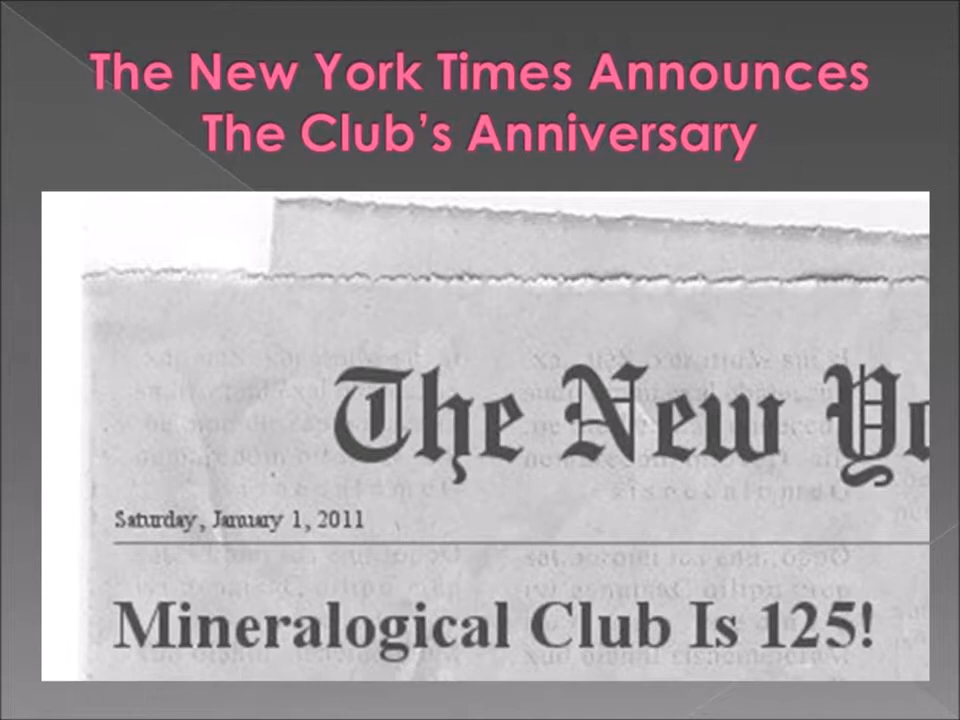 The New York Times Announces
The Club's Anniversary
The New Yo
Saturday, January 1, 2011
Mineralogical Club Is 125!